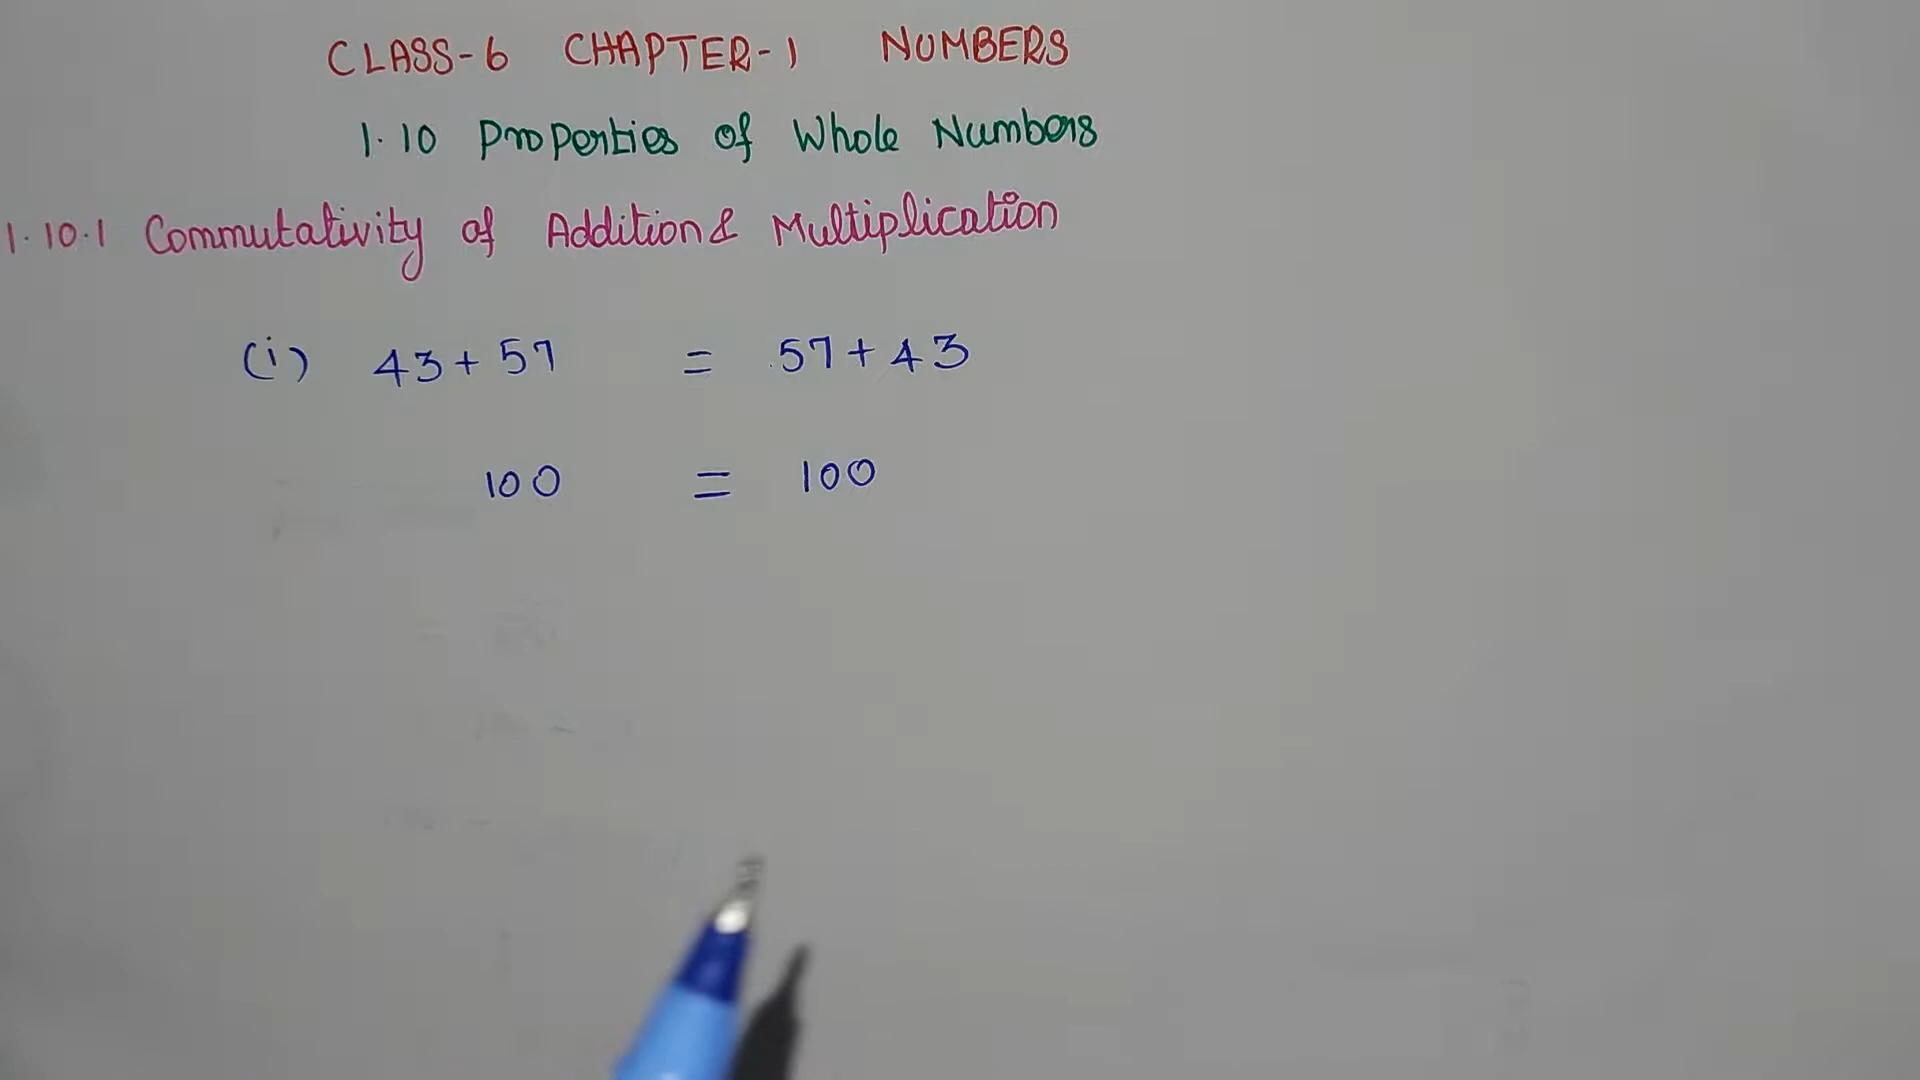 CLASS-6 CHAPTER-1 NUMBERS
1.10 Properties of Whole Numbers
1.10.1 Commutativity of Addition & Multiplication
(i) 43 + 57 = 57 + 43
100 = 100